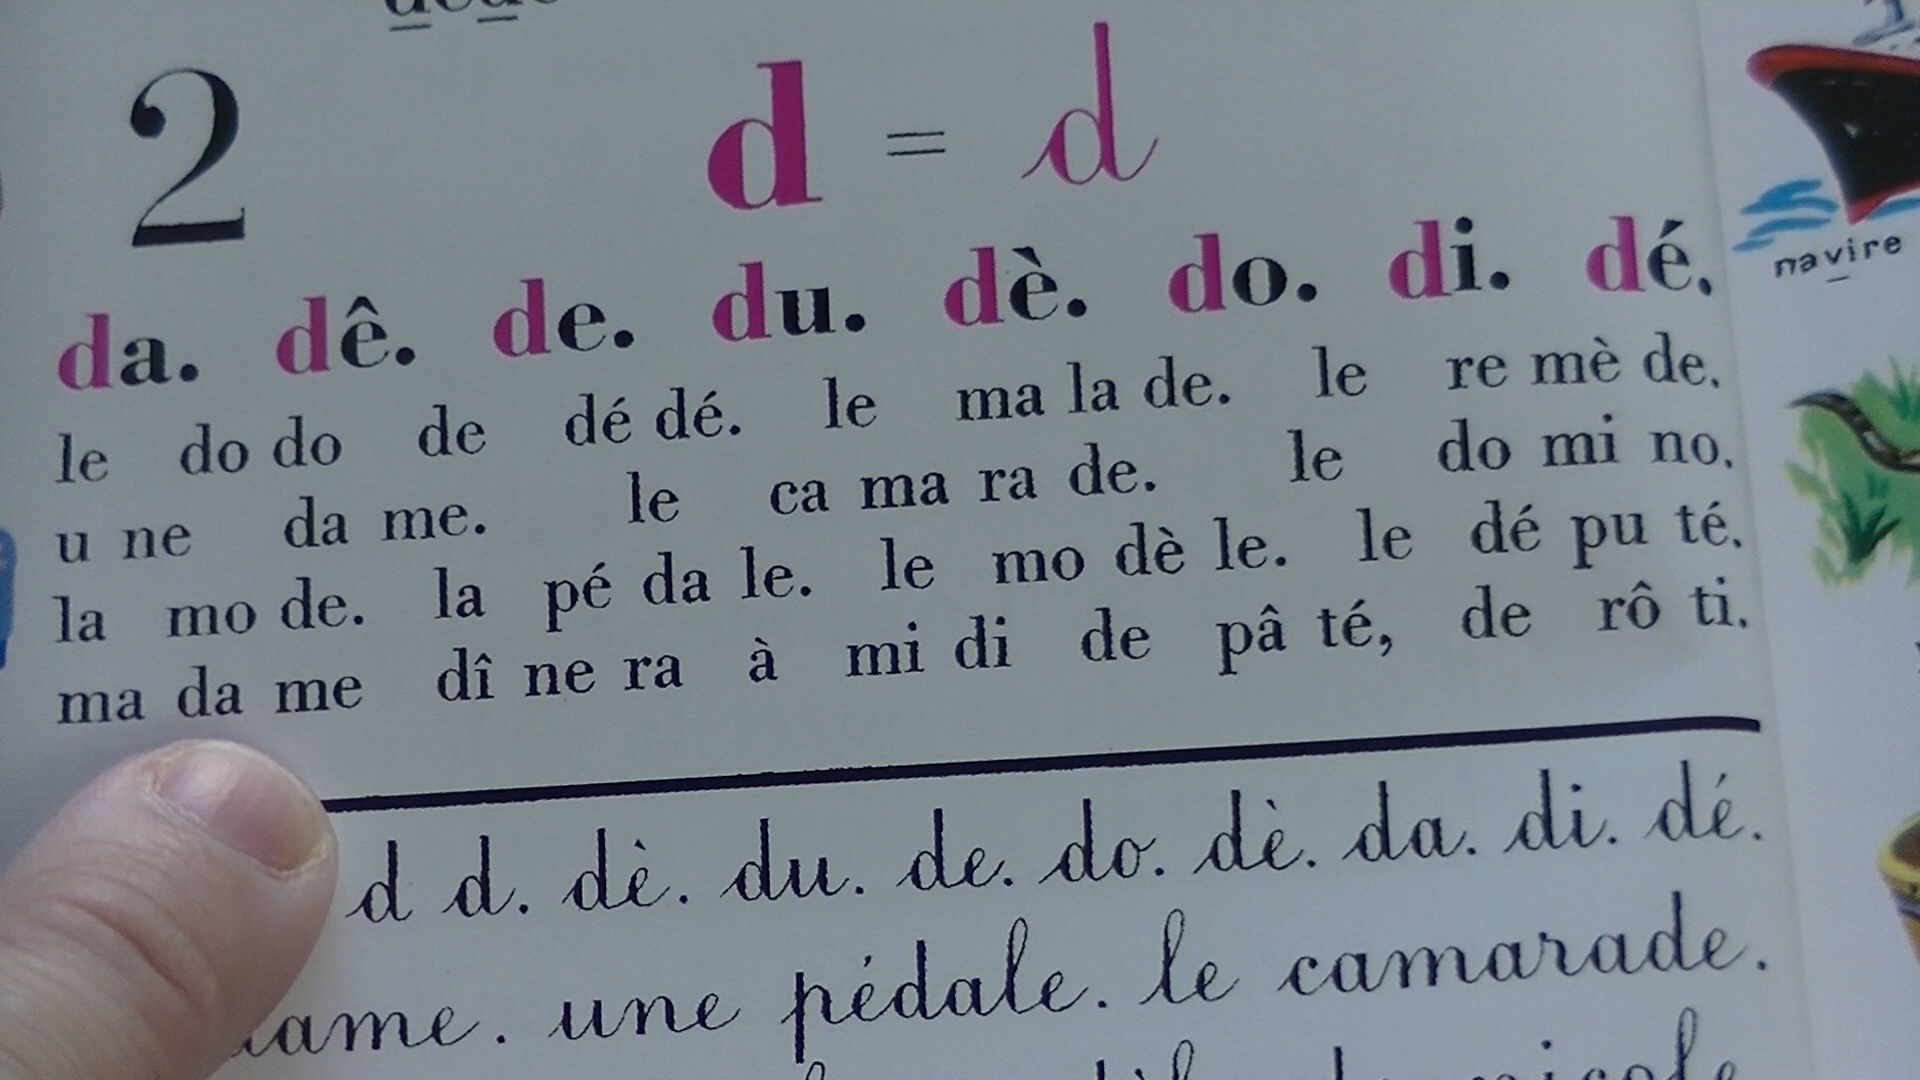 2
d = d
da. dê. de. du. dè. do. di. dé.
navire
le do do de dé dé. le ma la de. le re mè de.
u ne da me. le ca ma ra de. le do mi no.
la mo de. la pé da le. le mo dè le. le dé pu té.
ma da me dî ne ra à mi di de pâ té, de rô ti.
d d. dè. du. de. do. dè. da. di. dé.
une pédale. le camarade.